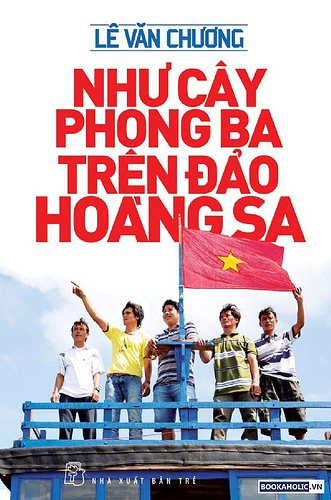 LÊ VĂN CHƯƠNG
NHƯ CÂY
PHONG BA
TRÊN ĐẢO
HOÀNG SA
NHÀ XUẤT BẢN TRẺ
BOOKAHOLIC.VN